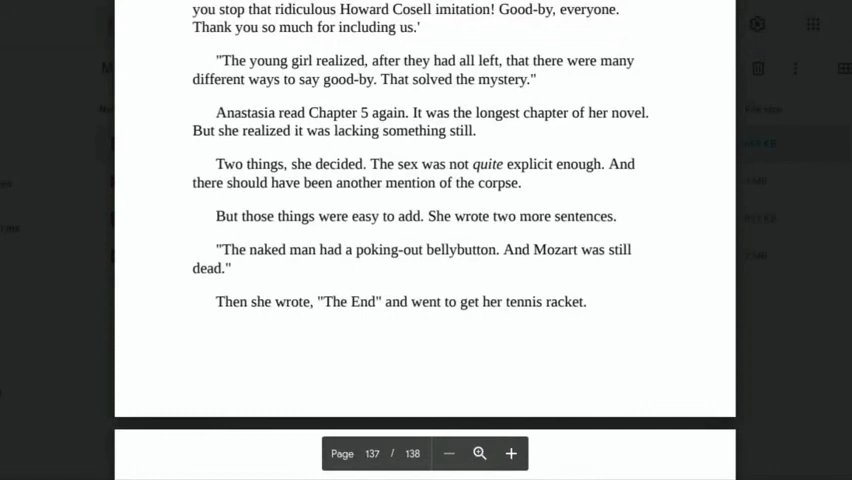 you stop that ridiculous Howard Cosell imitation! Good-by, everyone.
Thank you so much for including us.'
"The young girl realized, after they had all left, that there were many
different ways to say good-by. That solved the mystery."
Anastasia read Chapter 5 again. It was the longest chapter of her novel.
But she realized it was lacking something still.
Two things, she decided. The sex was not quite explicit enough. And
there should have been another mention of the corpse.
But those things were easy to add. She wrote two more sentences.
"The naked man had a poking-out bellybutton. And Mozart was still
dead."
Then she wrote, "The End" and went to get her tennis racket.
Page 137 / 138